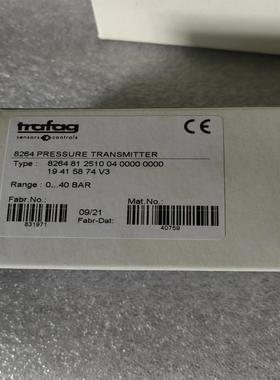 trafag
sensors controls
CE
8264 PRESSURE TRANSMITTER
Type : 8264 81 2510 04 0000 0000
19 41 58 74 V3
Range : 0...40 BAR
Fabr.No.: Mat.No.:
09/21
831971 Fabr-Dat: 40759